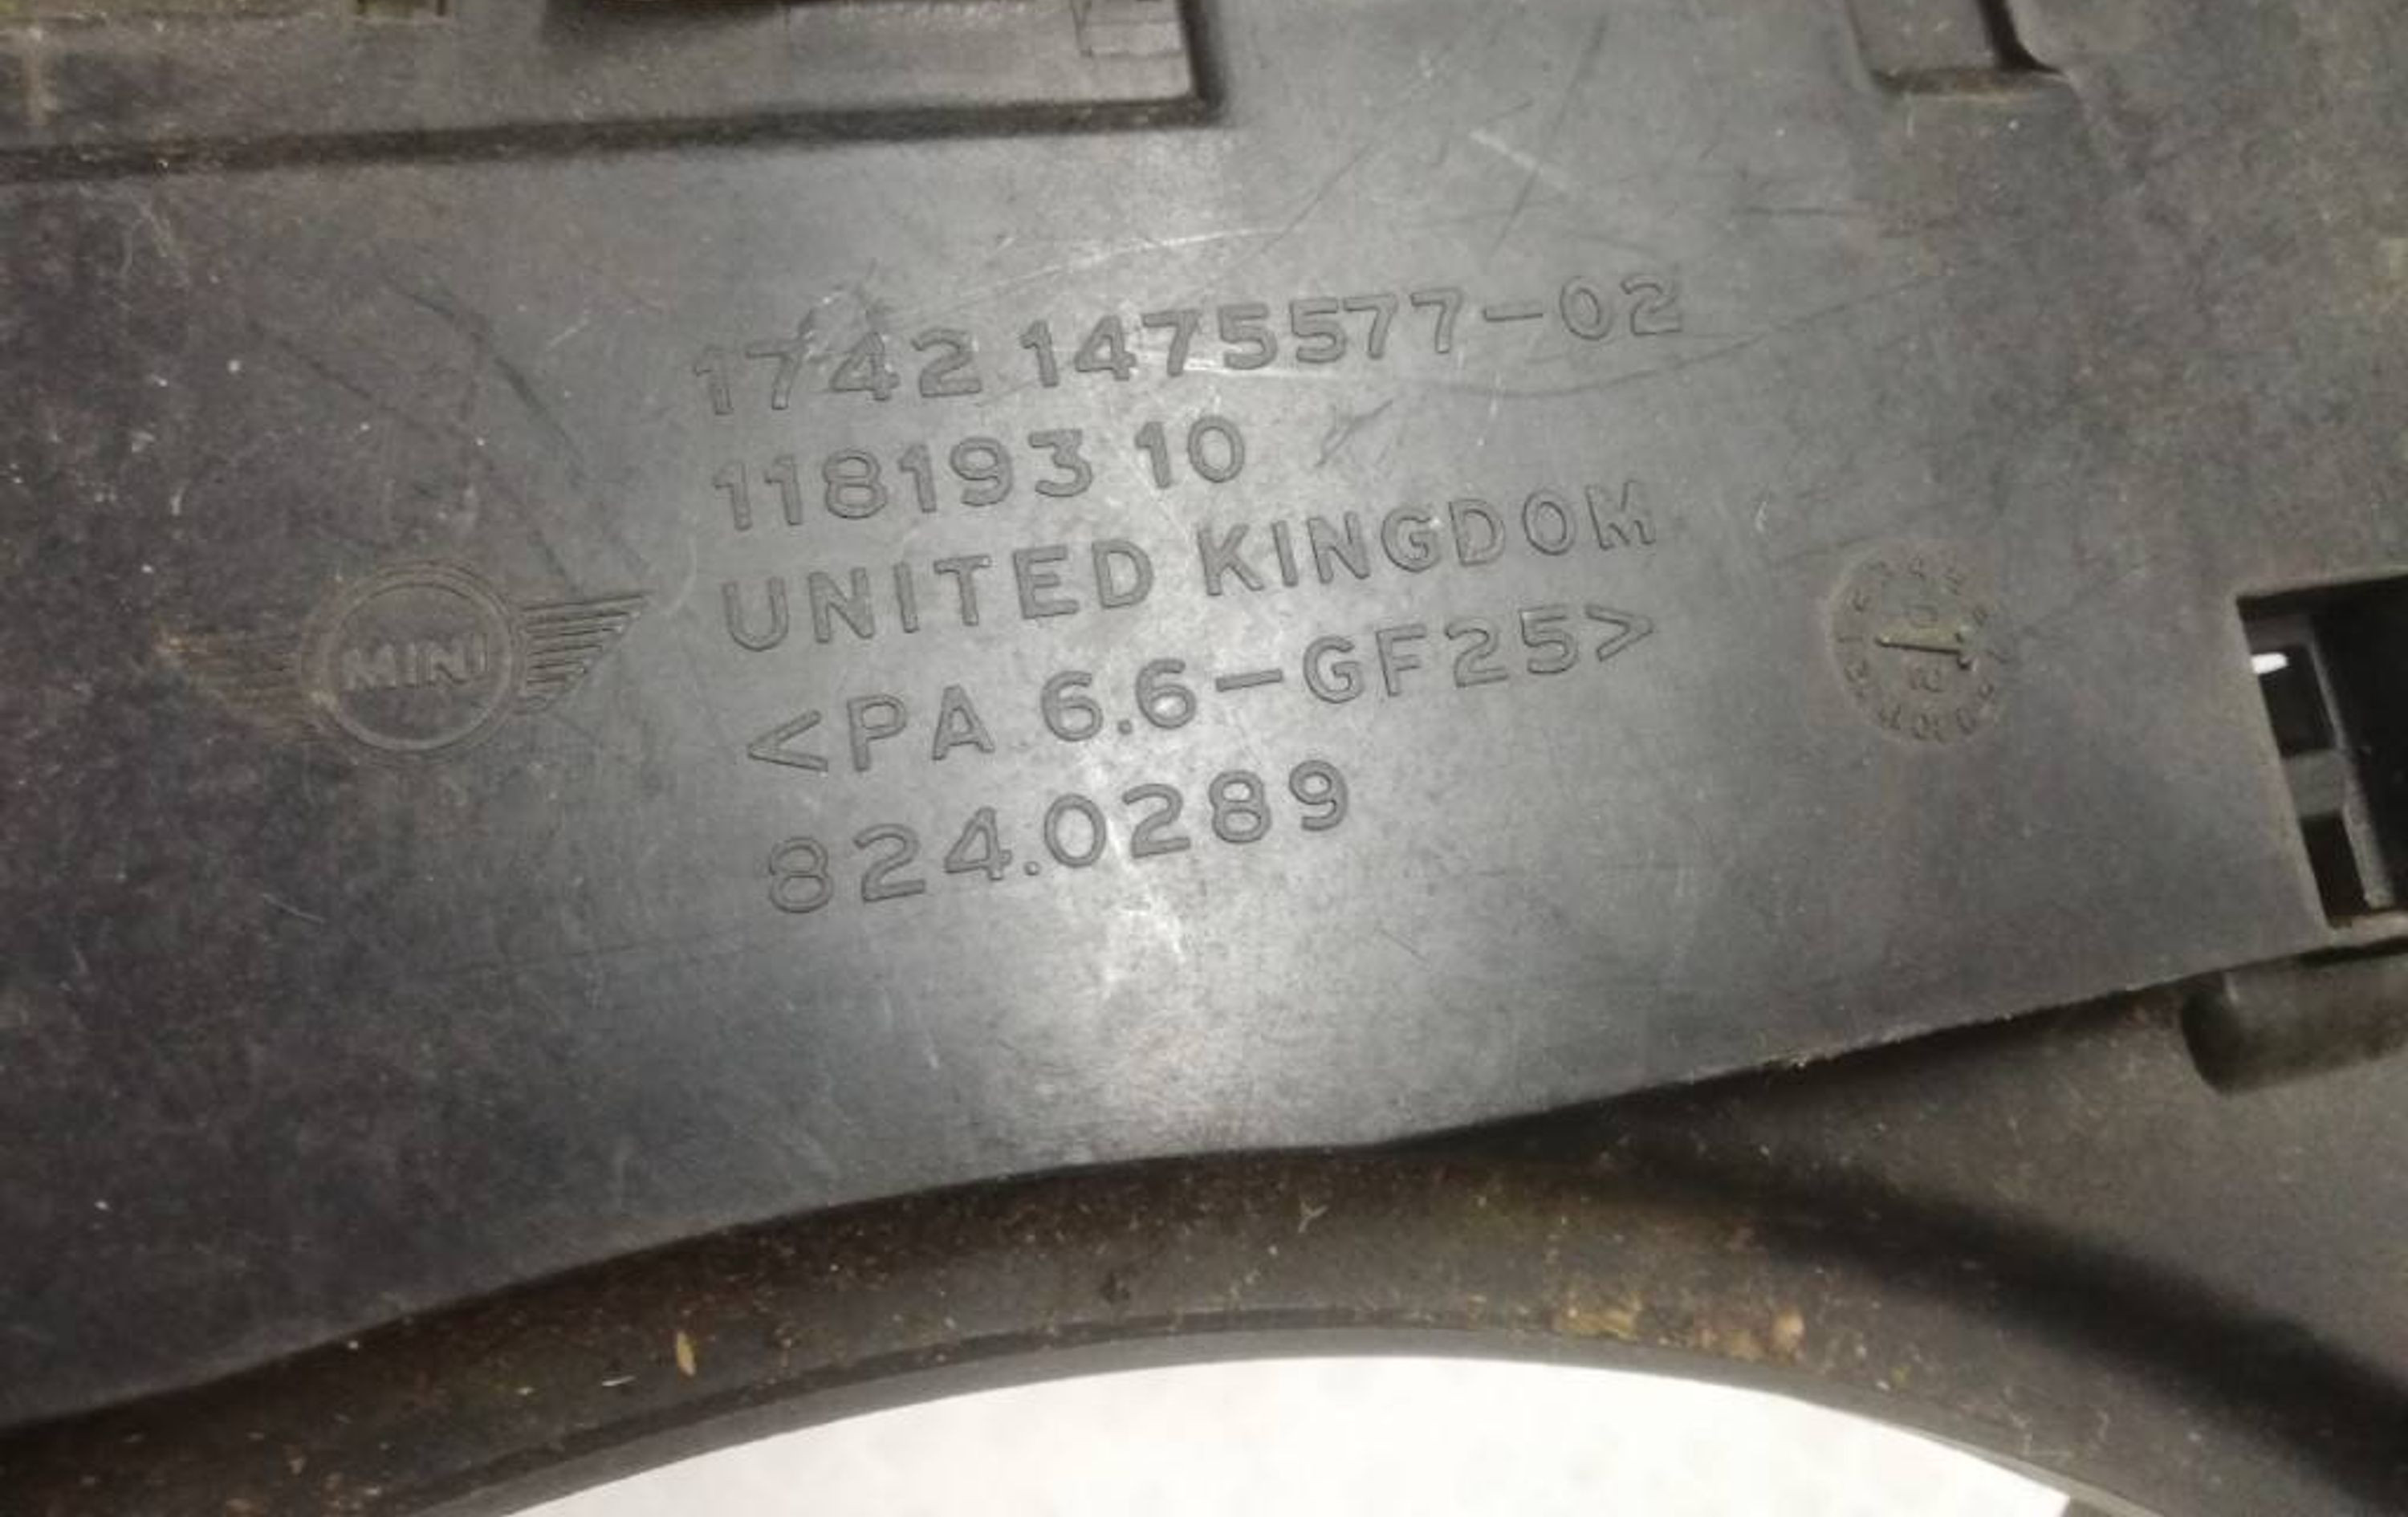 1742 1475577-02
118193 10
UNITED KINGDOM
MINI
<PA 6.6-GF25>
824.0289